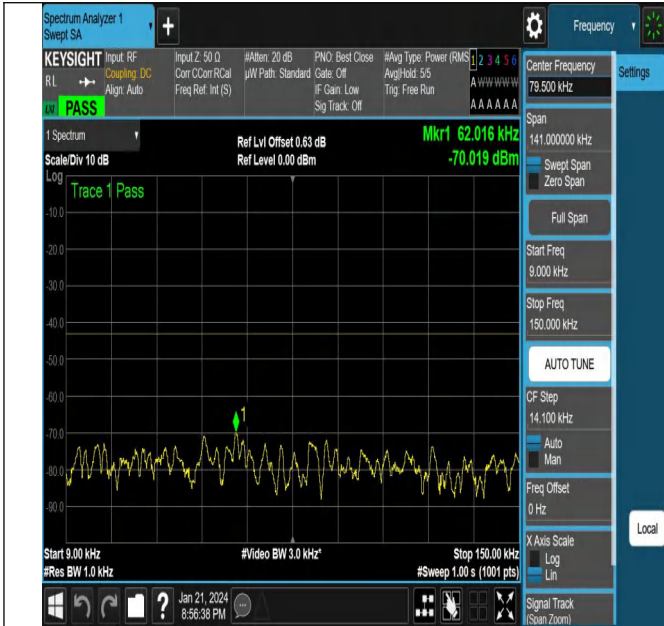 Spectrum Analyzer 1
Swept SA
Frequency
KEYSIGHT
RL
PASS
Input: RF
Coupling: DC
Align: Auto
Input Z: 50 Ω
Corr CCorr RCal
Freq Ref: Int (S)
#Atten: 20 dB
µW Path: Standard
PNO: Best Close
Gate: Off
IF Gain: Low
Sig Track: Off
#Avg Type: Power (RMS
Avg|Hold: 5/5
Trig: Free Run
1 2 3 4 5 6
A W W W W W
A A A A A A
Center Frequency
79.500 kHz
Settings
Span
141.000000 kHz
Swept Span
Zero Span
Full Span
Start Freq
9.000 kHz
Stop Freq
150.000 kHz
AUTO TUNE
CF Step
14.100 kHz
Auto
Man
Freq Offset
0 Hz
X Axis Scale
Log
Lin
Signal Track
(Span Zoom)
Local
1 Spectrum
Scale/Div 10 dB
Ref Lvl Offset 0.63 dB
Ref Level 0.00 dBm
Mkr1 62.016 kHz
-70.019 dBm
Log
Trace 1 Pass
-10.0
-20.0
-30.0
-40.0
-50.0
-60.0
-70.0
-80.0
-90.0
1
Start 9.00 kHz
#Res BW 1.0 kHz
#Video BW 3.0 kHz*
Stop 150.00 kHz
#Sweep 1.00 s (1001 pts)
?
Jan 21, 2024
8:56:38 PM